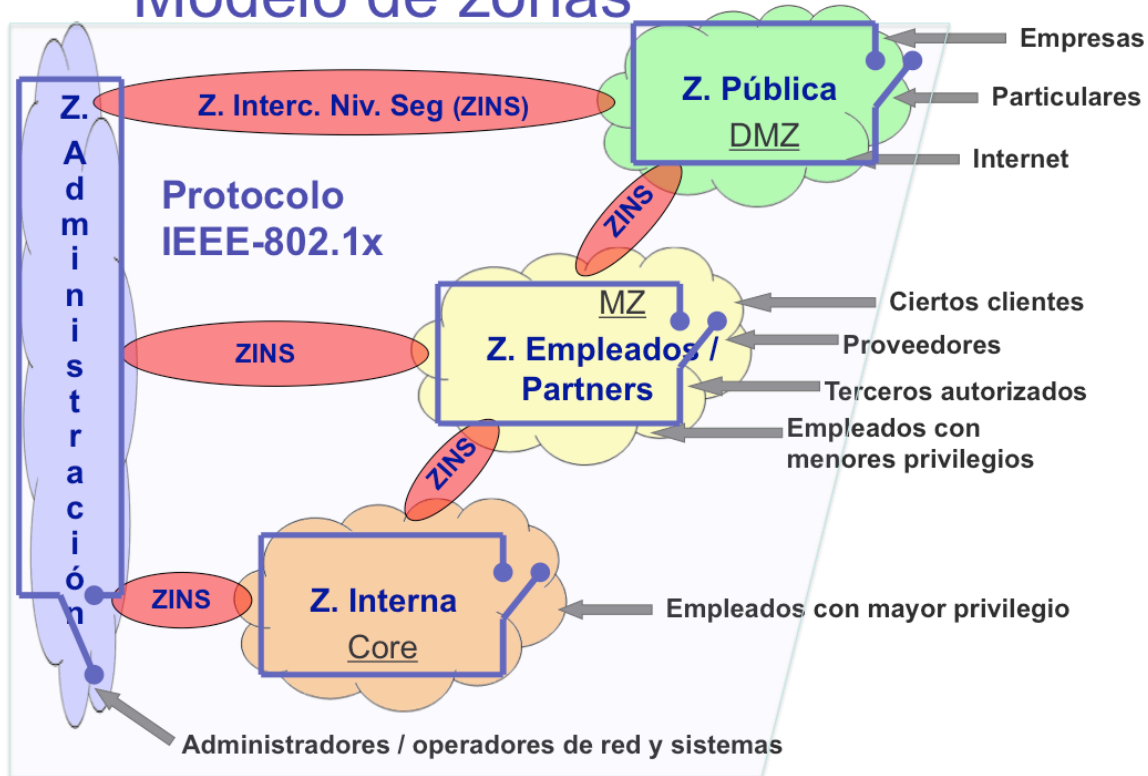 Modelo de zonas
Empresas
Z. Pública
Particulares
Z. Interc. Niv. Seg (ZINS)
DMZ
Internet
Z. Administración
Protocolo
IEEE-802.1x
ZINS
MZ
Ciertos clientes
ZINS
Z. Empleados /
Partners
Proveedores
Terceros autorizados
Empleados con
menores privilegios
ZINS
ZINS
Z. Interna
Core
Empleados con mayor privilegio
Administradores / operadores de red y sistemas